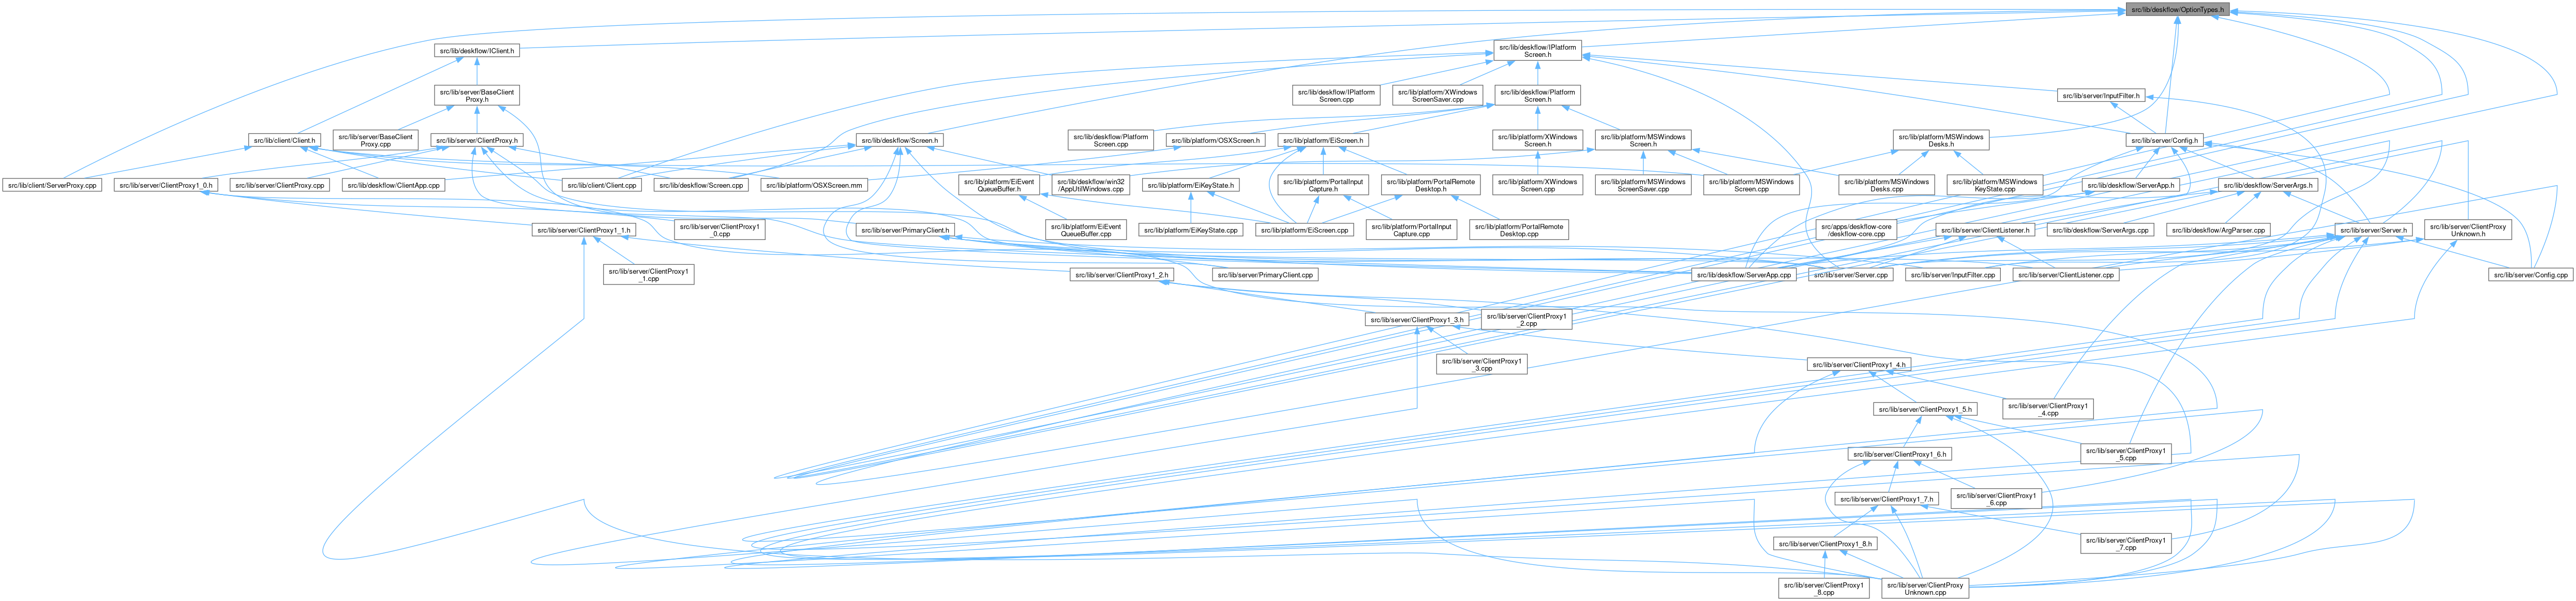 src/lib/deskflow/OptionTypes.h
src/lib/deskflow/IClient.h
src/lib/deskflow/IPlatform
Screen.h
src/lib/server/BaseClient
Proxy.h
src/lib/deskflow/IPlatform
Screen.cpp
src/lib/platform/XWindows
ScreenSaver.cpp
src/lib/deskflow/Platform
Screen.h
src/lib/server/InputFilter.h
src/lib/client/Client.h
src/lib/server/BaseClient
Proxy.cpp
src/lib/server/ClientProxy.h
src/lib/deskflow/Screen.h
src/lib/deskflow/Platform
Screen.cpp
src/lib/platform/OSXScreen.h
src/lib/platform/EiScreen.h
src/lib/platform/XWindows
Screen.h
src/lib/platform/MSWindows
Screen.h
src/lib/platform/MSWindows
Desks.h
src/lib/server/Config.h
src/lib/client/ServerProxy.cpp
src/lib/server/ClientProxy1_0.h
src/lib/server/ClientProxy.cpp
src/lib/deskflow/ClientApp.cpp
src/lib/client/Client.cpp
src/lib/deskflow/Screen.cpp
src/lib/platform/OSXScreen.mm
src/lib/deskflow/win32
/AppUtilWindows.cpp
src/lib/platform/EiEvent
QueueBuffer.h
src/lib/platform/EiKeyState.h
src/lib/platform/PortalInput
Capture.h
src/lib/platform/PortalRemote
Desktop.h
src/lib/platform/XWindows
Screen.cpp
src/lib/platform/MSWindows
ScreenSaver.cpp
src/lib/platform/MSWindows
Screen.cpp
src/lib/platform/MSWindows
Desks.cpp
src/lib/platform/MSWindows
KeyState.cpp
src/lib/deskflow/ServerApp.h
src/lib/deskflow/ServerArgs.h
src/lib/server/ClientProxy1_1.h
src/lib/server/ClientProxy1
_0.cpp
src/lib/server/PrimaryClient.h
src/lib/platform/EiEvent
QueueBuffer.cpp
src/lib/platform/EiKeyState.cpp
src/lib/platform/EiScreen.cpp
src/lib/platform/PortalInput
Capture.cpp
src/lib/platform/PortalRemote
Desktop.cpp
src/apps/deskflow-core
/deskflow-core.cpp
src/lib/server/ClientListener.h
src/lib/deskflow/ServerArgs.cpp
src/lib/deskflow/ArgParser.cpp
src/lib/server/Server.h
src/lib/server/ClientProxy
Unknown.h
src/lib/server/ClientProxy1
_1.cpp
src/lib/server/ClientProxy1_2.h
src/lib/server/PrimaryClient.cpp
src/lib/deskflow/ServerApp.cpp
src/lib/server/Server.cpp
src/lib/server/InputFilter.cpp
src/lib/server/ClientListener.cpp
src/lib/server/Config.cpp
src/lib/server/ClientProxy1_3.h
src/lib/server/ClientProxy1
_2.cpp
src/lib/server/ClientProxy1
_3.cpp
src/lib/server/ClientProxy1_4.h
src/lib/server/ClientProxy1_5.h
src/lib/server/ClientProxy1
_4.cpp
src/lib/server/ClientProxy1_6.h
src/lib/server/ClientProxy1
_5.cpp
src/lib/server/ClientProxy1_7.h
src/lib/server/ClientProxy1
_6.cpp
src/lib/server/ClientProxy1_8.h
src/lib/server/ClientProxy1
_7.cpp
src/lib/server/ClientProxy1
_8.cpp
src/lib/server/ClientProxy
Unknown.cpp